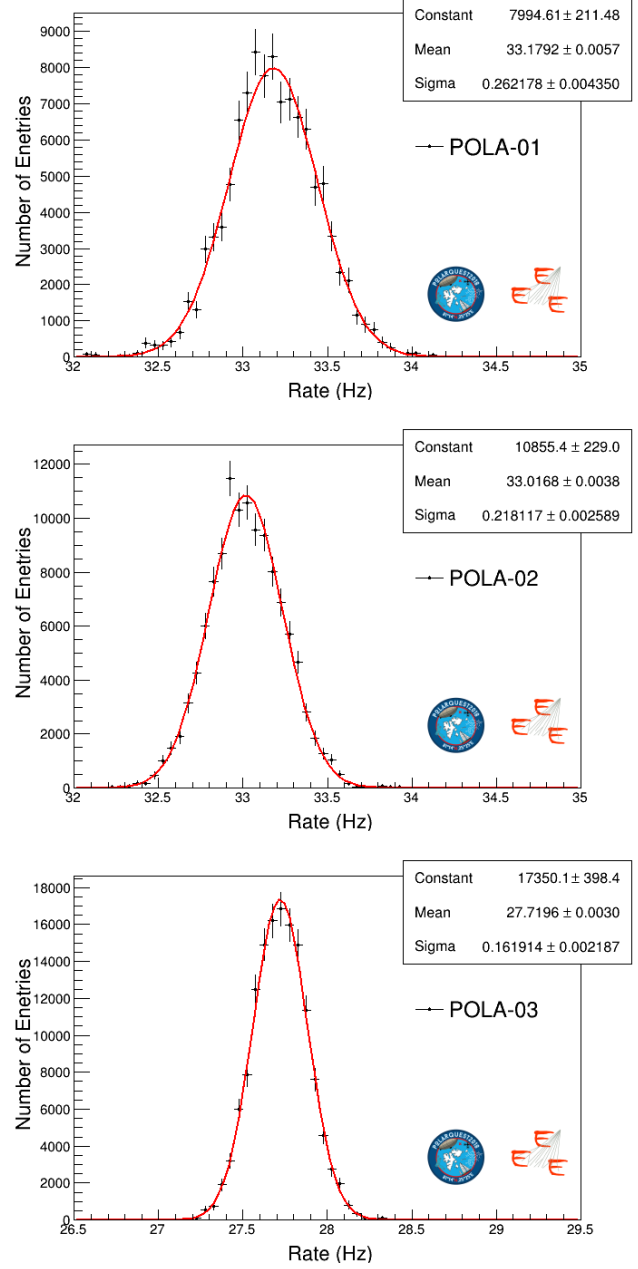 Constant 7994.61 ± 211.48
Mean 33.1792 ± 0.0057
Sigma 0.262178 ± 0.004350
POLA-01
Number of Enetries
9000
8000
7000
6000
5000
4000
3000
2000
1000
0
32 32.5 33 33.5 34 34.5 35
Rate (Hz)
POLARQUEST2018
Constant 10855.4 ± 229.0
Mean 33.0168 ± 0.0038
Sigma 0.218117 ± 0.002589
POLA-02
Number of Enetries
12000
10000
8000
6000
4000
2000
0
32 32.5 33 33.5 34 34.5 35
Rate (Hz)
POLARQUEST2018
Constant 17350.1 ± 398.4
Mean 27.7196 ± 0.0030
Sigma 0.161914 ± 0.002187
POLA-03
Number of Enetries
18000
16000
14000
12000
10000
8000
6000
4000
2000
0
26.5 27 27.5 28 28.5 29 29.5
Rate (Hz)
POLARQUEST2018